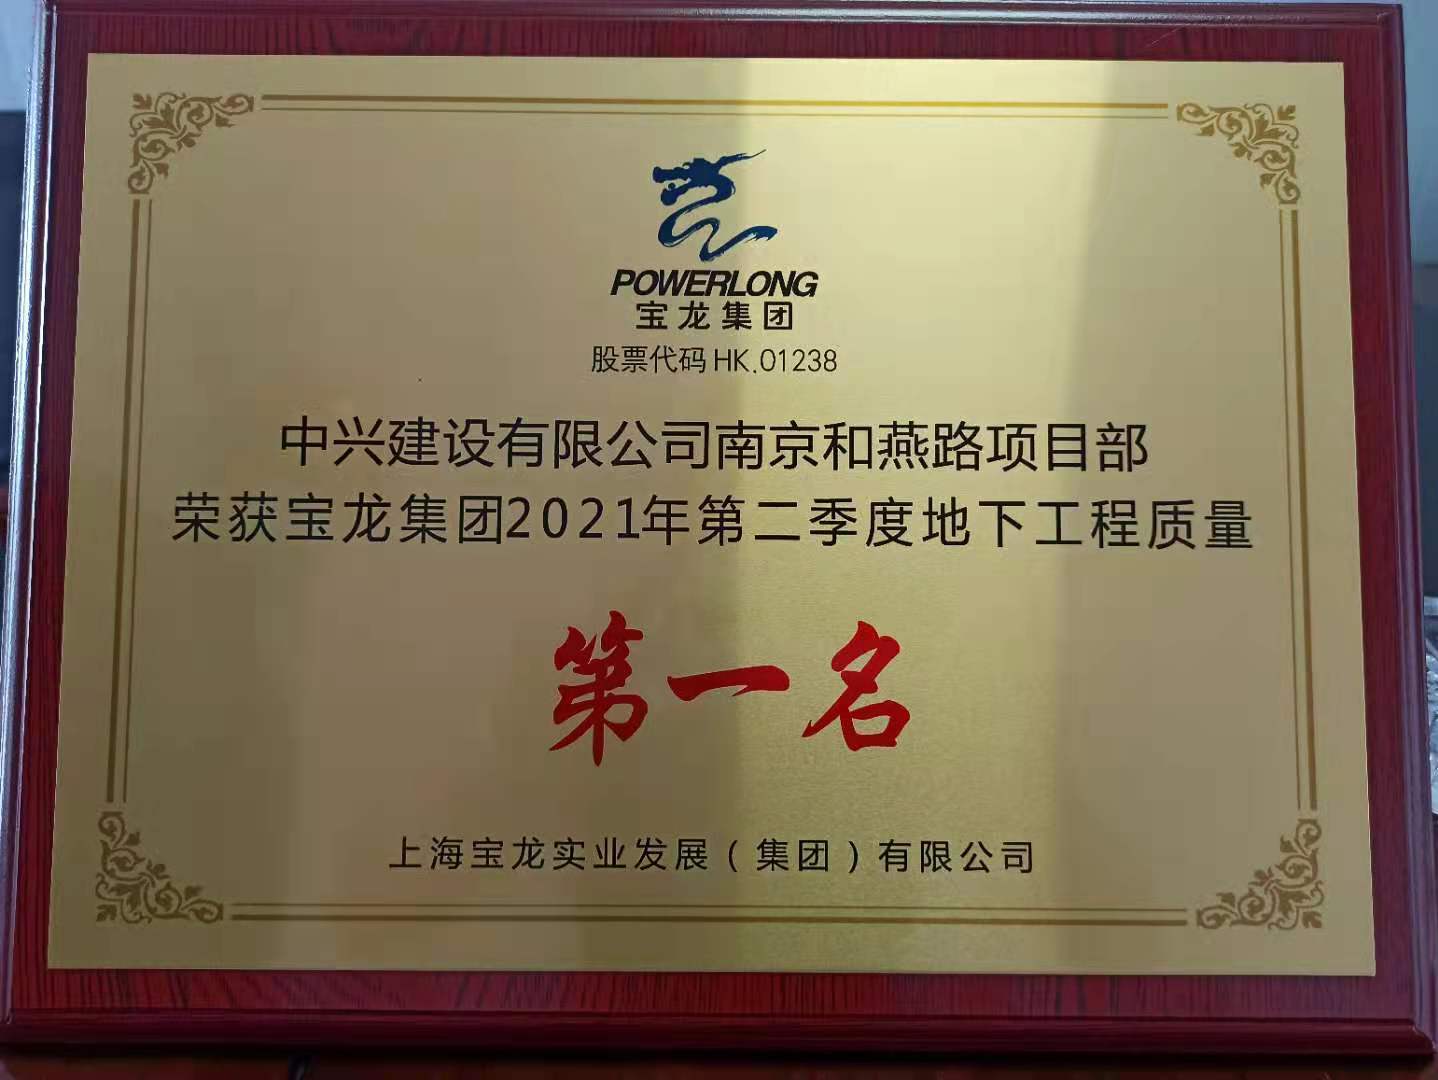 POWERLONG
宝龙集团
股票代码 HK.01238
中兴建设有限公司南京和燕路项目部
荣获宝龙集团2021年第二季度地下工程质量
第一名
上海宝龙实业发展（集团）有限公司